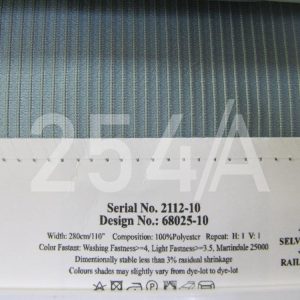 254/A
Serial No. 2112-10
Design No.: 68025-10
Width: 280cm/110" Composition: 100%Polyester Repeat: H: 1 V: 1
Color Fastant: Washing Fastness>=4, Light Fastness>=3.5, Martindale 25000
Dimentionally stable less than 3% residual shrinkage
Colours shades may slightly vary from dye-lot to dye-lot
SELV
RAIL